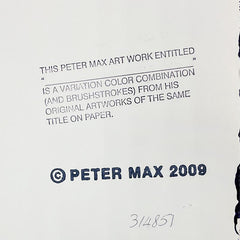 THIS PETER MAX ART WORK ENTITLED
"                                                                "
IS A VARIATION COLOR COMBINATION
(AND BRUSHSTROKES) FROM HIS
ORIGINAL ARTWORKS OF THE SAME
TITLE ON PAPER.
© PETER MAX 2009
314857